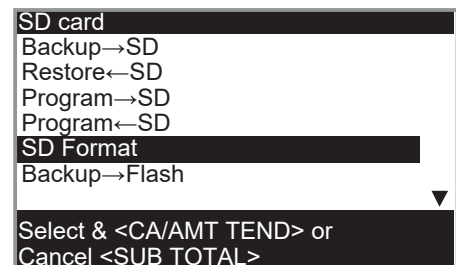 SD card
Backup→SD
Restore←SD
Program→SD
Program←SD
SD Format
Backup→Flash
▼
Select & <CA/AMT TEND> or
Cancel <SUB TOTAL>